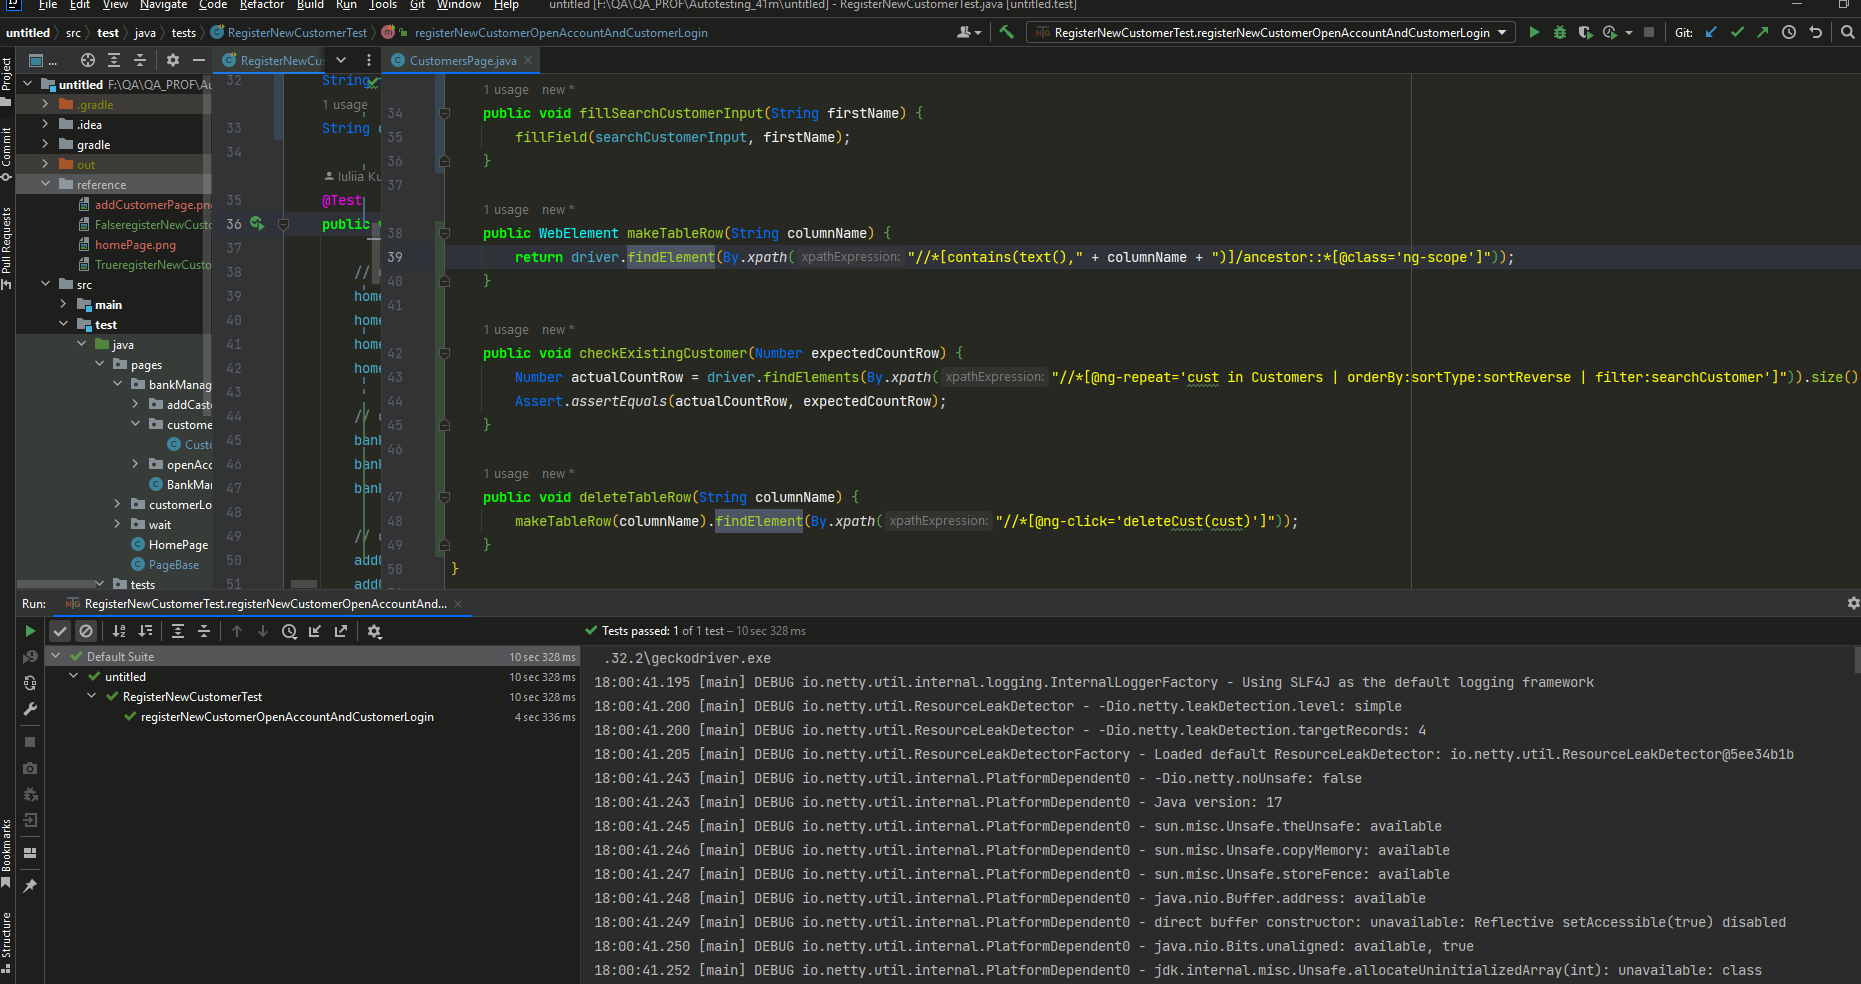 File Edit View Navigate Code Refactor Build Run Tools Git Window Help untitled [F:\QA\QA_PROF\Autotesting_41m\untitled] - RegisterNewCustomerTest.java [untitled.test]
untitled src test java tests RegisterNewCustomerTest registerNewCustomerOpenAccountAndCustomerLogin RegisterNewCustomerTest.registerNewCustomerOpenAccountAndCustomerLogin Git:
Project
Commit
Pull Requests
Bookmarks
Structure
... RegisterNewCu CustomersPage.java
untitled F:\QA\QA_PROF\Au
.gradle
.idea
gradle
out
reference
addCustomerPage.pn
FalseregisterNewCust
homePage.png
TrueregisterNewCusto
src
main
test
java
pages
bankManag
addCast
custome
Custo
openAcc
BankMar
customerLo
wait
HomePage
PageBase
tests
32 String
1 usage
33 String
34
Iuliia Ku
35 @Test
36 public
37
38 //
39 home
40 home
41 home
42 home
43
44 //
45 bank
46 bank
47 bank
48
49 //
50 add
51 add
1 usage new *
34 public void fillSearchCustomerInput(String firstName) {
35 fillField(searchCustomerInput, firstName);
36 }
37
1 usage new *
38 public WebElement makeTableRow(String columnName) {
39 return driver.findElement(By.xpath( xpathExpression: "//*[contains(text()," + columnName + ")]/ancestor::*[@class='ng-scope']"));
40 }
41
1 usage new *
42 public void checkExistingCustomer(Number expectedCountRow) {
43 Number actualCountRow = driver.findElements(By.xpath( xpathExpression: "//*[@ng-repeat='cust in Customers | orderBy:sortType:sortReverse | filter:searchCustomer']")).size()
44 Assert.assertEquals(actualCountRow, expectedCountRow);
45 }
46
1 usage new *
47 public void deleteTableRow(String columnName) {
48 makeTableRow(columnName).findElement(By.xpath( xpathExpression: "//*[@ng-click='deleteCust(cust)']"));
49 }
50 }
Run: RegisterNewCustomerTest.registerNewCustomerOpenAccountAnd...
Tests passed: 1 of 1 test – 10 sec 328 ms
Default Suite 10 sec 328 ms
untitled 10 sec 328 ms
RegisterNewCustomerTest 10 sec 328 ms
registerNewCustomerOpenAccountAndCustomerLogin 4 sec 336 ms
.32.2\geckodriver.exe
18:00:41.195 [main] DEBUG io.netty.util.internal.logging.InternalLoggerFactory - Using SLF4J as the default logging framework
18:00:41.200 [main] DEBUG io.netty.util.ResourceLeakDetector - -Dio.netty.leakDetection.level: simple
18:00:41.200 [main] DEBUG io.netty.util.ResourceLeakDetector - -Dio.netty.leakDetection.targetRecords: 4
18:00:41.205 [main] DEBUG io.netty.util.ResourceLeakDetectorFactory - Loaded default ResourceLeakDetector: io.netty.util.ResourceLeakDetector@5ee34b1b
18:00:41.243 [main] DEBUG io.netty.util.internal.PlatformDependent0 - -Dio.netty.noUnsafe: false
18:00:41.243 [main] DEBUG io.netty.util.internal.PlatformDependent0 - Java version: 17
18:00:41.245 [main] DEBUG io.netty.util.internal.PlatformDependent0 - sun.misc.Unsafe.theUnsafe: available
18:00:41.246 [main] DEBUG io.netty.util.internal.PlatformDependent0 - sun.misc.Unsafe.copyMemory: available
18:00:41.247 [main] DEBUG io.netty.util.internal.PlatformDependent0 - sun.misc.Unsafe.storeFence: available
18:00:41.248 [main] DEBUG io.netty.util.internal.PlatformDependent0 - java.nio.Buffer.address: available
18:00:41.249 [main] DEBUG io.netty.util.internal.PlatformDependent0 - direct buffer constructor: unavailable: Reflective setAccessible(true) disabled
18:00:41.250 [main] DEBUG io.netty.util.internal.PlatformDependent0 - java.nio.Bits.unaligned: available, true
18:00:41.252 [main] DEBUG io.netty.util.internal.PlatformDependent0 - jdk.internal.misc.Unsafe.allocateUninitializedArray(int): unavailable: class